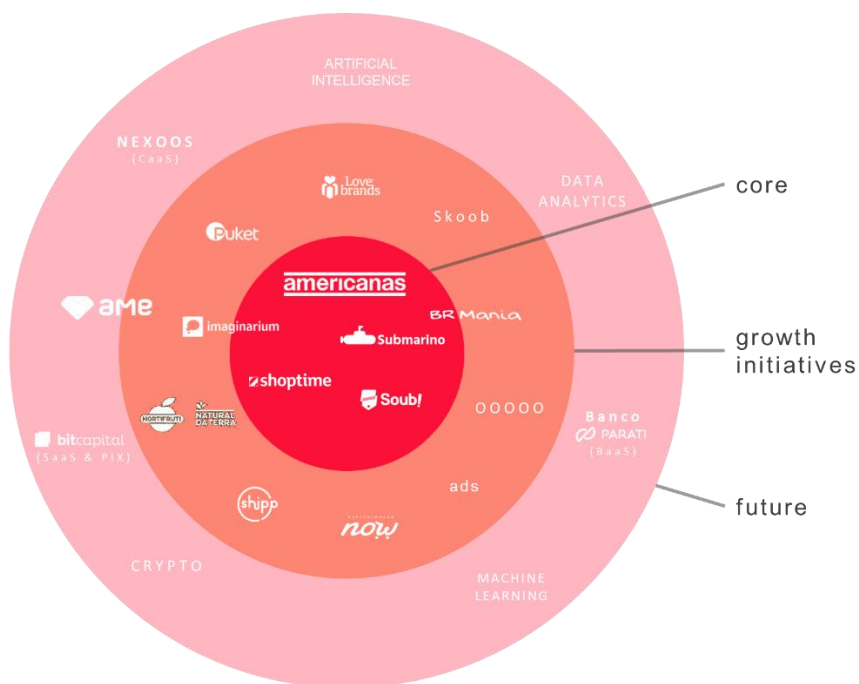 ARTIFICIAL
INTELLIGENCE
NEXOOS
(CaaS)
Love
brands
DATA
ANALYTICS
core
Skoob
Puket
americanas
ame
imaginarium
BR Mania
Submarino
growth
initiatives
shoptime
Soub!
OOOOO
HORTIFRUTI
NATURAL
DATERRA
Banco
PARATI
(BaaS)
bitcapital
(SaaS & PIX)
ads
shipp
now
future
CRYPTO
MACHINE
LEARNING